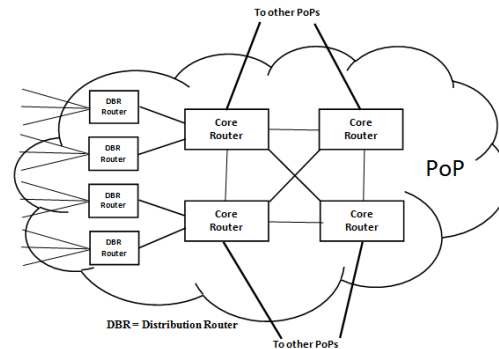 To other PoPs
DBR
Router
DBR
Router
DBR
Router
DBR
Router
Core
Router
Core
Router
Core
Router
Core
Router
PoP
DBR = Distribution Router
To other PoPs